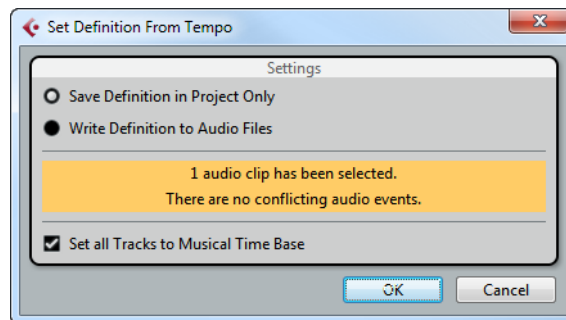 Set Definition From Tempo
Settings
Save Definition in Project Only
Write Definition to Audio Files
1 audio clip has been selected.
There are no conflicting audio events.
Set all Tracks to Musical Time Base
OK
Cancel